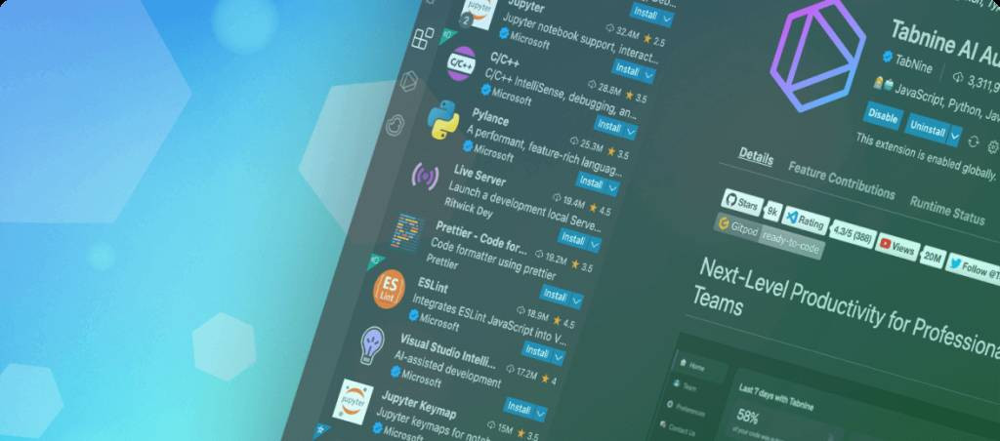 Jupyter
32.4M ★ 2.5
Jupyter notebook support, interact...
Microsoft
Install
2
jupyter
C/C++
C/C++
28.8M ★ 3.5
C/C++ IntelliSense, debugging, an...
Microsoft
Install
Pylance
25.3M ★ 3.5
A performant, feature-rich languag...
Microsoft
Install
Live Server
19.4M ★ 4.5
Launch a development local Serve...
Ritwick Dey
Install
Prettier - Code for...
19.2M ★ 3.5
Code formatter using prettier
Prettier
Install
ES
Lint
ESLint
18.9M ★ 4.5
Integrates ESLint JavaScript into V...
Microsoft
Install
Visual Studio Intelli...
17.2M ★ 4
AI-assisted development
Microsoft
Install
jupyter
Jupyter Keymap
15M ★ 3.5
Jupyter keymaps for noteb
Microsoft
Install
Tabnine AI Au
TabNine
3,311,9
JavaScript, Python, Jav
Disable
Uninstall
This extension is enabled globally.
Details
Feature Contributions
Runtime Status
Stars 9k
Rating 4.3/5 (368)
Views 20M
Follow @T
Gitpod ready-to-code
Next-Level Productivity for Professiona
Teams
Home
Team
Preferences
Contact Us
Last 7 days with Tabnine
58%
of your code was